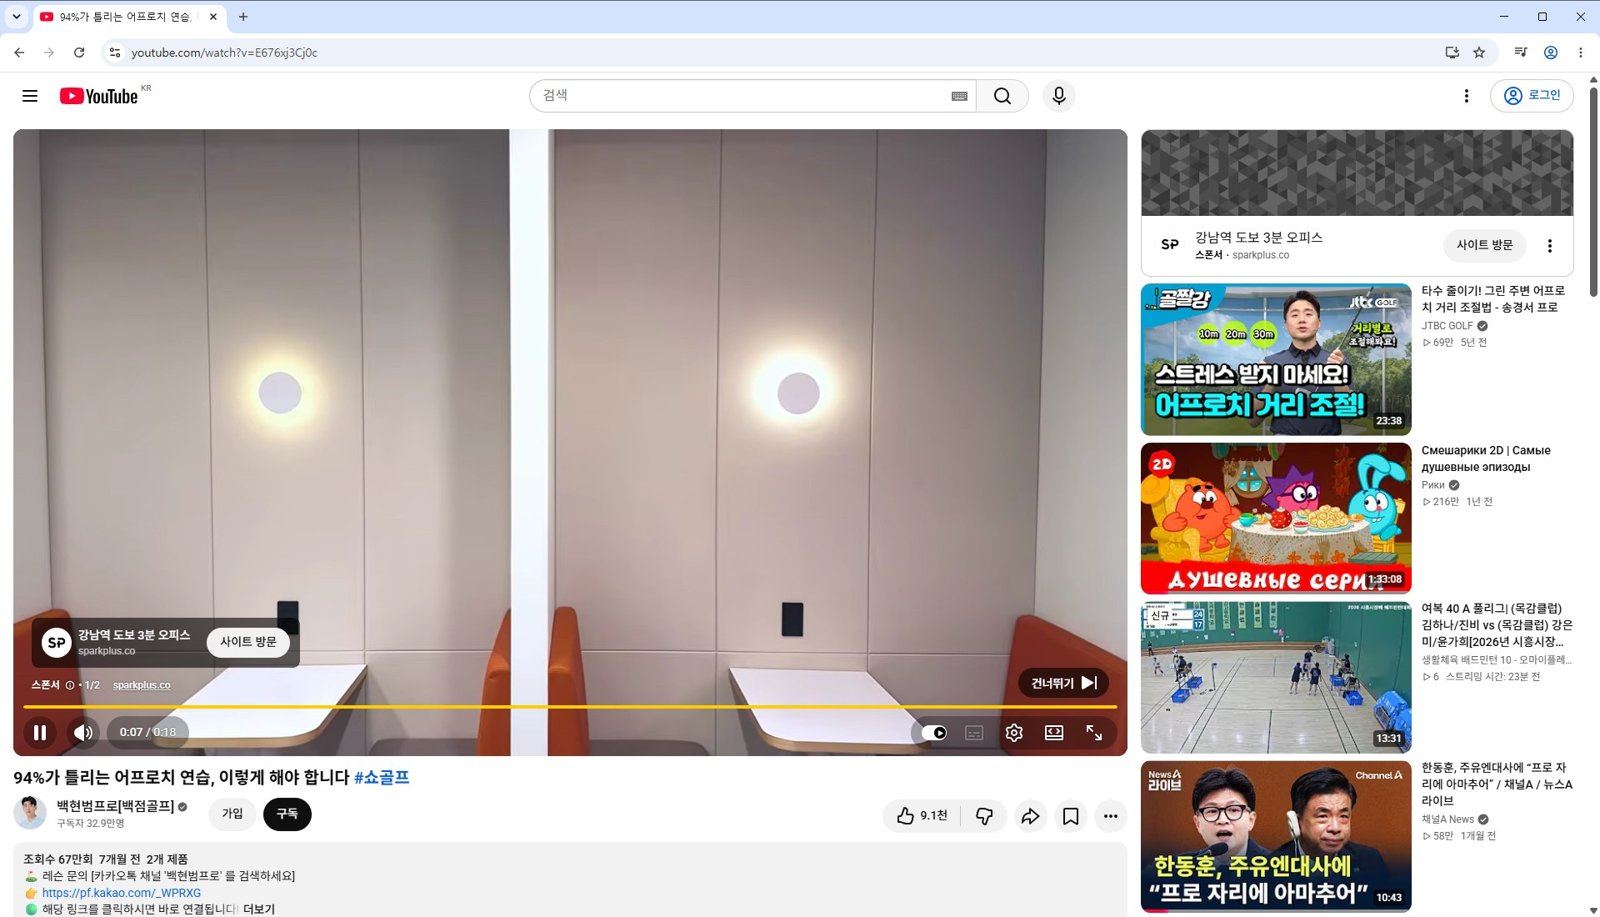 94%가 틀리는 어프로치 연습,
youtube.com/watch?v=E676xj3Cj0c
YouTube KR
검색
로그인
SP
강남역 도보 3분 오피스
sparkplus.co
사이트 방문
스폰서 · 1/2 sparkplus.co
건너뛰기
0:07 / 0:18
94%가 틀리는 어프로치 연습, 이렇게 해야 합니다 #쇼골프
백현범프로[백점골프]
구독자 32.9만명
가입
구독
9.1천
조회수 67만회 7개월 전 2개 제품
레슨 문의 [카카오톡 채널 '백현범프로' 를 검색하세요]
https://pf.kakao.com/_WPRXG
해당 링크를 클릭하시면 바로 연결됩니다! 더보기
SP
강남역 도보 3분 오피스
스폰서 · sparkplus.co
사이트 방문
골짤강
JTBC GOLF
10m 20m 30m
거리별로
조절해봐요!
스트레스 받지 마세요!
어프로치 거리 조절!
23:38
타수 줄이기! 그린 주변 어프로
치 거리 조절법 - 송경서 프로
JTBC GOLF
69만 5년 전
2D
ДУШЕВНЫЕ СЕРИИ
1:33:08
Смешарики 2D | Самые
душевные эпизоды
Рики
216만 1년 전
신규
24
17
13:31
여복 40 A 풀리그| (목감클럽)
김하나/진비 vs (목감클럽) 강은
미/윤가희[2026년 시흥시장...
생활체육 배드민턴 10 - 오마이플레...
6 스트리밍 시간: 23분 전
News A
라이브
Channel A
한동훈, 주유엔대사에
“프로 자리에 아마추어”
10:43
한동훈, 주유엔대사에 “프로 자
리에 아마추어” / 채널A / 뉴스A
라이브
채널A News
58만 1개월 전